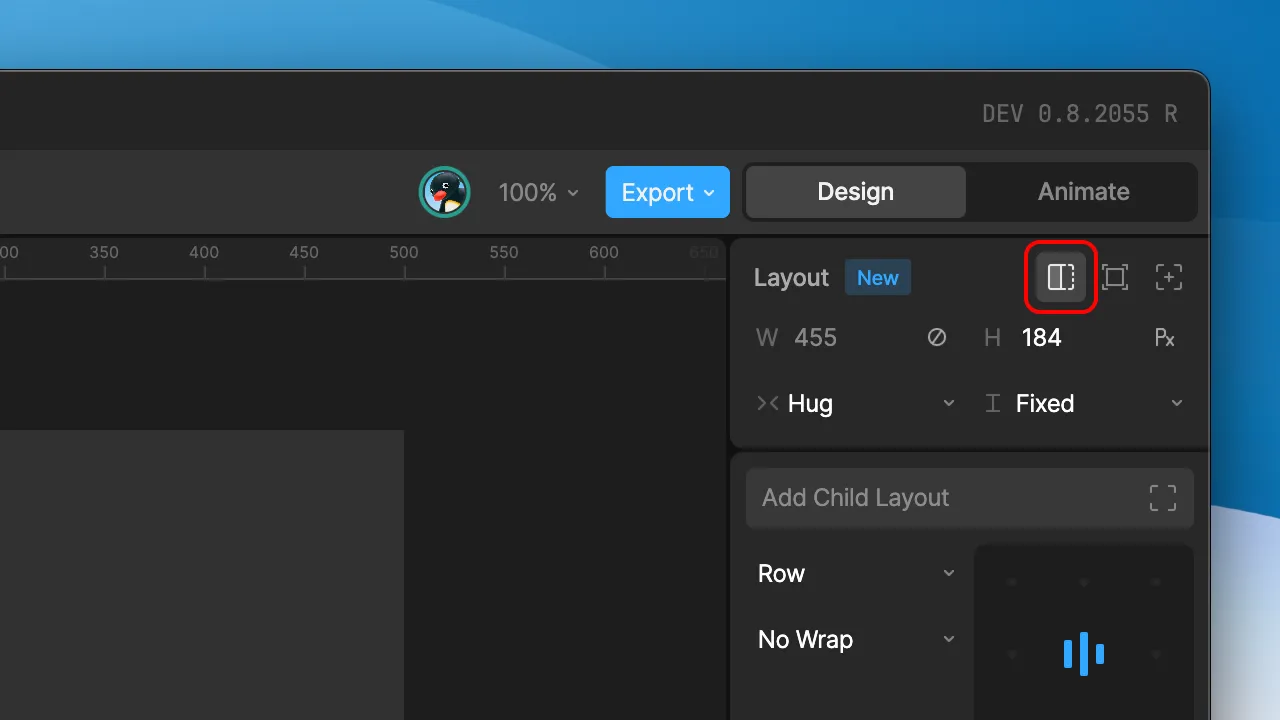 DEV 0.8.2055 R
100%
Export
Design
Animate
00 350 400 450 500 550 600 650
Layout
New
W 455
H 184
Px
Hug
Fixed
Add Child Layout
Row
No Wrap